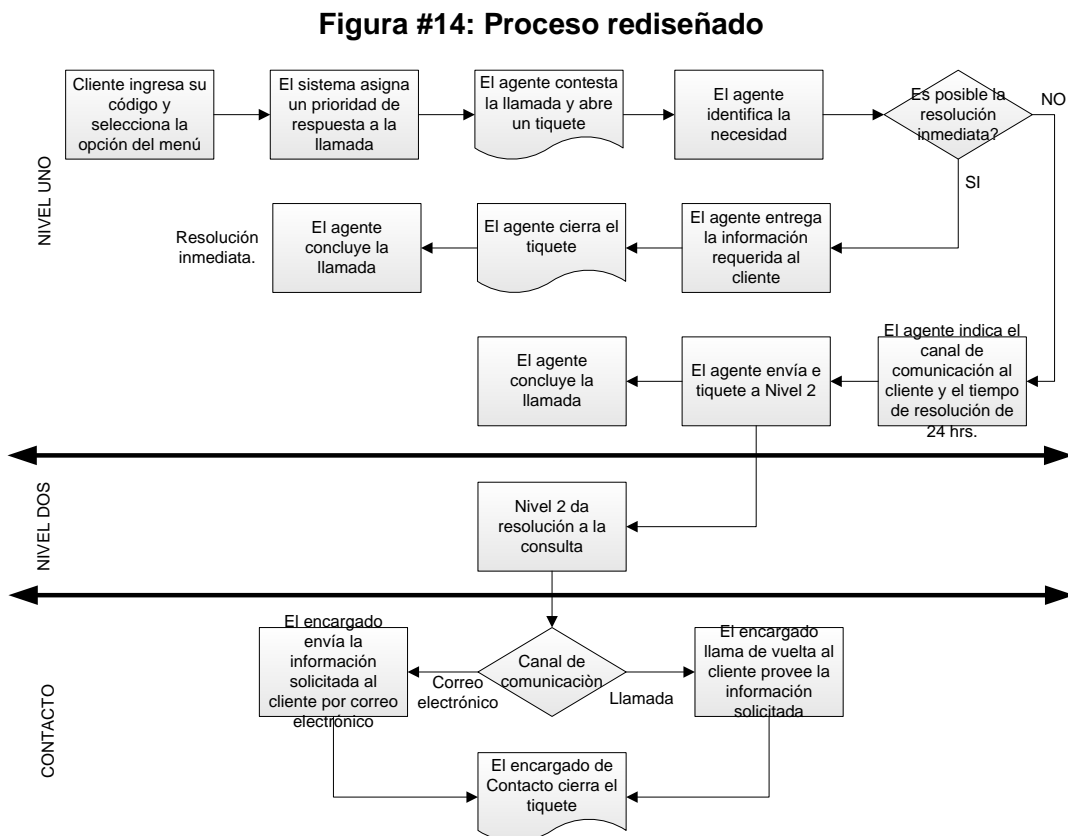 Figura #14: Proceso rediseñado
NIVEL UNO
Cliente ingresa su
código y
selecciona la
opción del menú
El sistema asigna
un prioridad de
respuesta a la
llamada
El agente contesta
la llamada y abre
un tiquete
El agente
identifica la
necesidad
Es posible la
resolución
inmediata?
NO
SI
Resolución
inmediata.
El agente
concluye la
llamada
El agente cierra el
tiquete
El agente entrega
la información
requerida al
cliente
El agente
concluye la
llamada
El agente envía e
tiquete a Nivel 2
El agente indica el
canal de
comunicación al
cliente y el tiempo
de resolución de
24 hrs.
NIVEL DOS
Nivel 2 da
resolución a la
consulta
CONTACTO
El encargado
envía la
información
solicitada al
cliente por correo
electrónico
Correo
electrónico
Canal de
comunicaciòn
Llamada
El encargado
llama de vuelta al
cliente provee la
información
solicitada
El encargado de
Contacto cierra el
tiquete